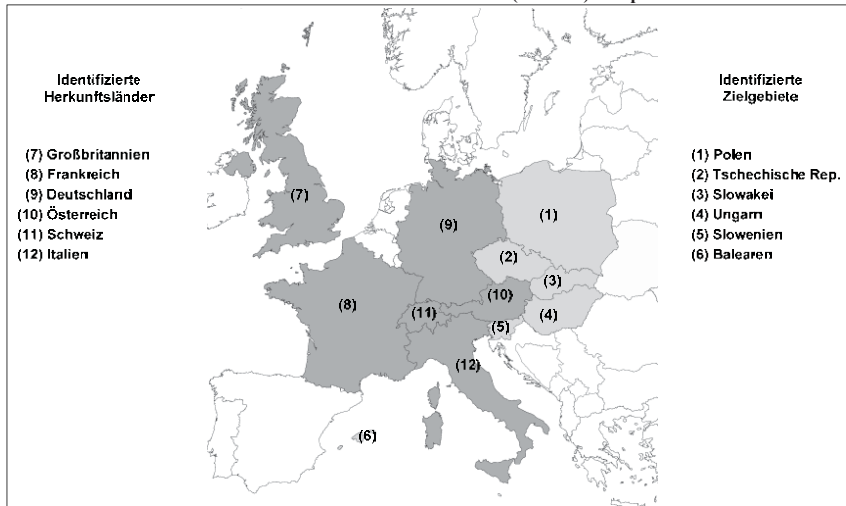 Identifizierte
Herkunftsländer
(7) Großbritannien
(8) Frankreich
(9) Deutschland
(10) Österreich
(11) Schweiz
(12) Italien
Identifizierte
Zielgebiete
(1) Polen
(2) Tschechische Rep.
(3) Slowakei
(4) Ungarn
(5) Slowenien
(6) Balearen
(7)
(1)
(9)
(2)
(3)
(10)
(8)
(11)
(4)
(5)
(12)
(6)